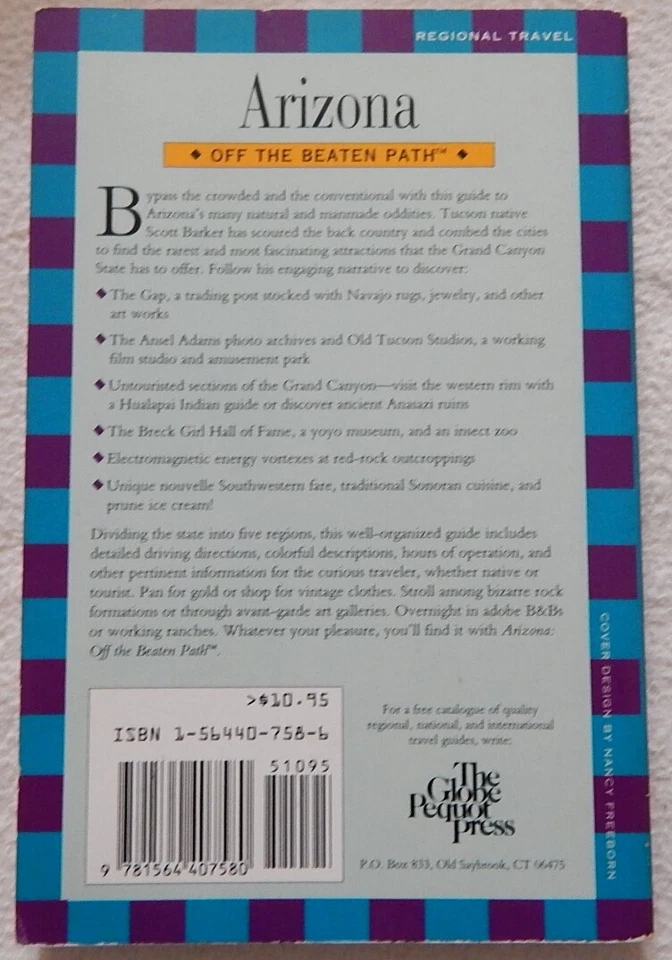 REGIONAL TRAVEL
Arizona
◆ OFF THE BEATEN PATH™ ◆
Bypass the crowded and the conventional with this guide to
Arizona's many natural and manmade oddities. Tucson native
Scott Barker has scoured the back country and combed the cities
to find the rarest and most fascinating attractions that the Grand Canyon
State has to offer. Follow his engaging narrative to discover:
◆ The Gap, a trading post stocked with Navajo rugs, jewelry, and other
art works
◆ The Ansel Adams photo archives and Old Tucson Studios, a working
film studio and amusement park
◆ Untouristed sections of the Grand Canyon—visit the western rim with
a Hualapai Indian guide or discover ancient Anasazi ruins
◆ The Breck Girl Hall of Fame, a yoyo museum, and an insect zoo
◆ Electromagnetic energy vortexes at red-rock outcroppings
◆ Unique nouvelle Southwestern fare, traditional Sonoran cuisine, and
prune ice cream!
Dividing the state into five regions, this well-organized guide includes
detailed driving directions, colorful descriptions, hours of operation, and
other pertinent information for the curious traveler, whether native or
tourist. Pan for gold or shop for vintage clothes. Stroll among bizarre rock
formations or through avant-garde art galleries. Overnight in adobe B&Bs
or working ranches. Whatever your pleasure, you'll find it with Arizona:
Off the Beaten Path™.
>$10.95
ISBN 1-56440-758-6
51095
9 781564 407580
For a free catalogue of quality
regional, national, and international
travel guides, write:
The
Globe
Pequot
Press
P.O. Box 833, Old Saybrook, CT 06475
COVER DESIGN BY NANCY FREEBORN